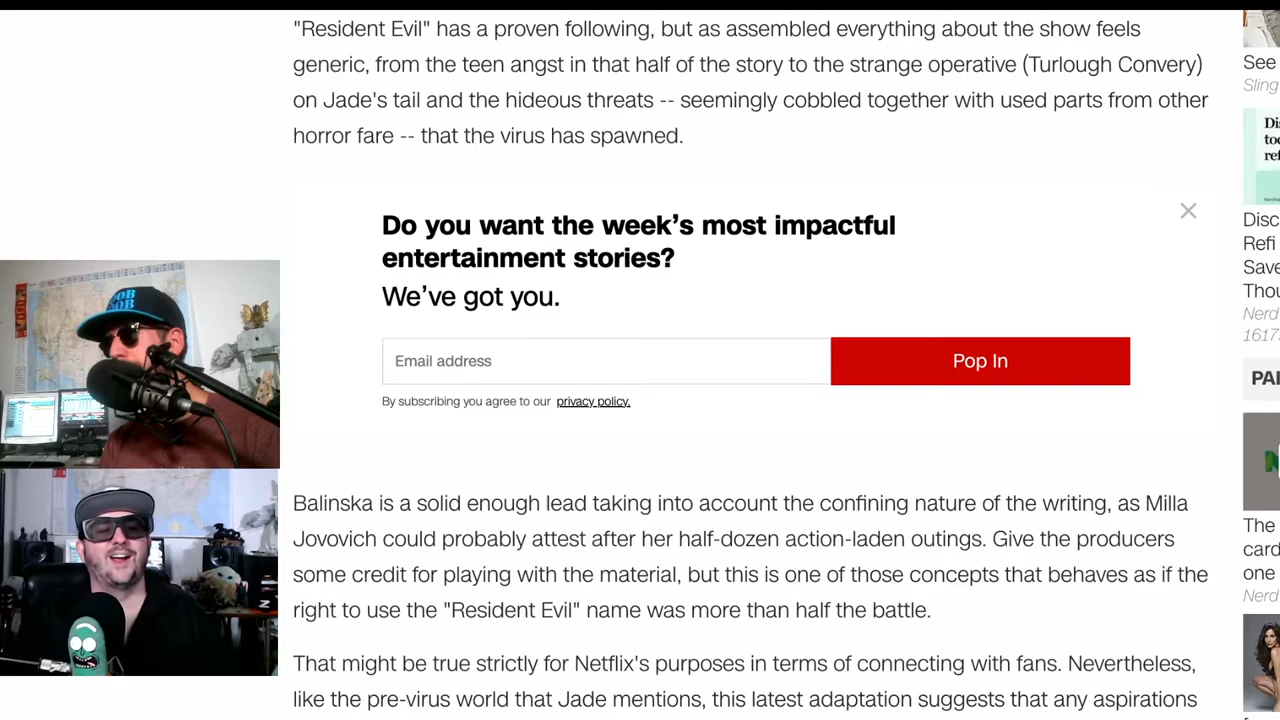 "Resident Evil" has a proven following, but as assembled everything about the show feels
generic, from the teen angst in that half of the story to the strange operative (Turlough Convery)
on Jade's tail and the hideous threats -- seemingly cobbled together with used parts from other
horror fare -- that the virus has spawned.
Do you want the week's most impactful
entertainment stories?
We've got you.
Email address
Pop In
By subscribing you agree to our privacy policy.
Balinska is a solid enough lead taking into account the confining nature of the writing, as Milla
Jovovich could probably attest after her half-dozen action-laden outings. Give the producers
some credit for playing with the material, but this is one of those concepts that behaves as if the
right to use the "Resident Evil" name was more than half the battle.
That might be true strictly for Netflix's purposes in terms of connecting with fans. Nevertheless,
like the pre-virus world that Jade mentions, this latest adaptation suggests that any aspirations
See
Sling
Dis
too
ref
Disc
Refi
Save
Thou
Nerd
1617
PAI
The
card
one
Nerd